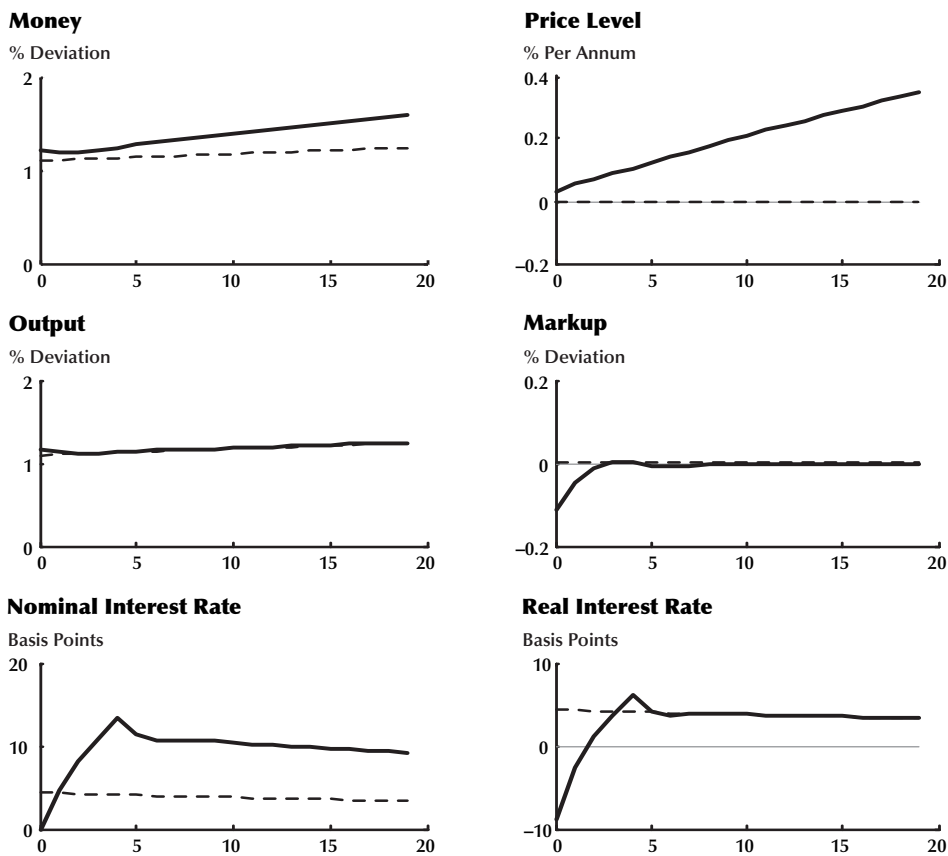 Money
% Deviation
2
1
0
0 5 10 15 20
Price Level
% Per Annum
0.4
0.2
0
–0.2
0 5 10 15 20
Output
% Deviation
2
1
0
0 5 10 15 20
Markup
% Deviation
0.2
0
–0.2
0 5 10 15 20
Nominal Interest Rate
Basis Points
20
10
0
0 5 10 15 20
Real Interest Rate
Basis Points
10
0
–10
0 5 10 15 20